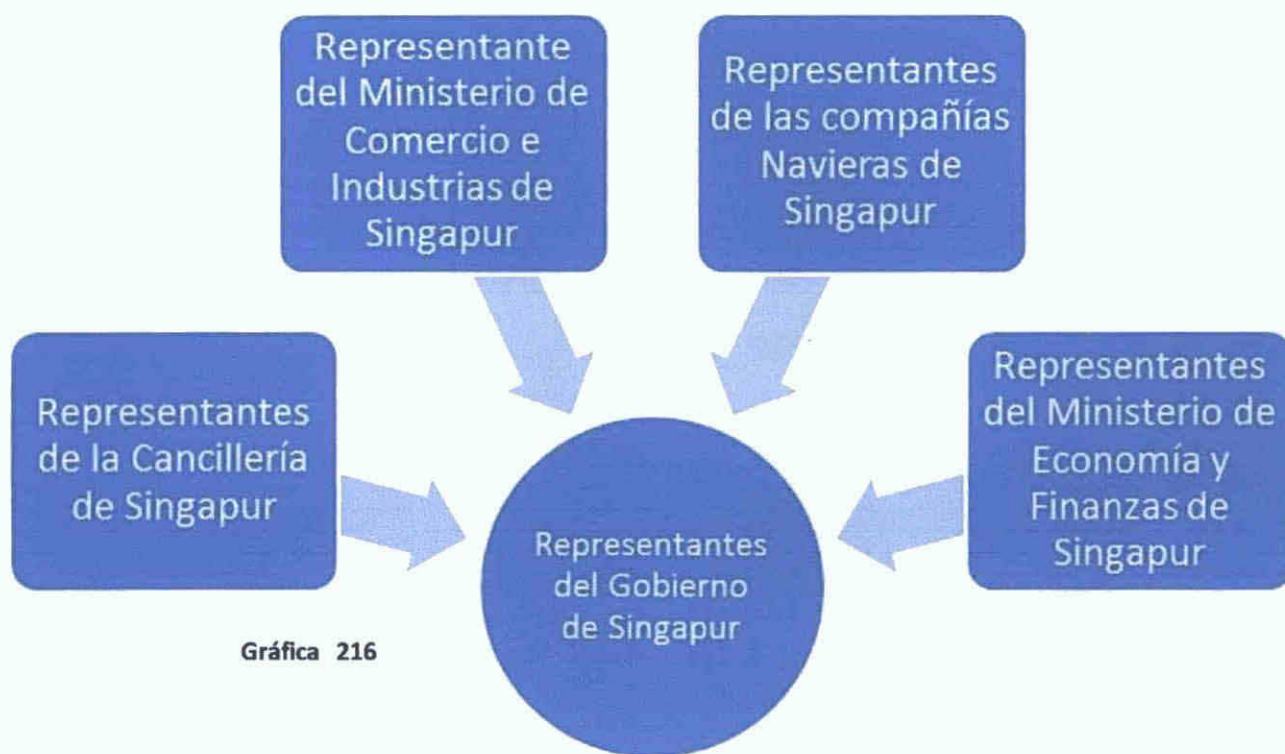 Representante
del Ministerio de
Comercio e
Industrias de
Singapur
Representantes
de las compañías
Navieras de
Singapur
Representantes
de la Cancillería
de Singapur
Representantes
del Ministerio de
Economía y
Finanzas de
Singapur
Representantes
del Gobierno
de Singapur
Gráfica 216